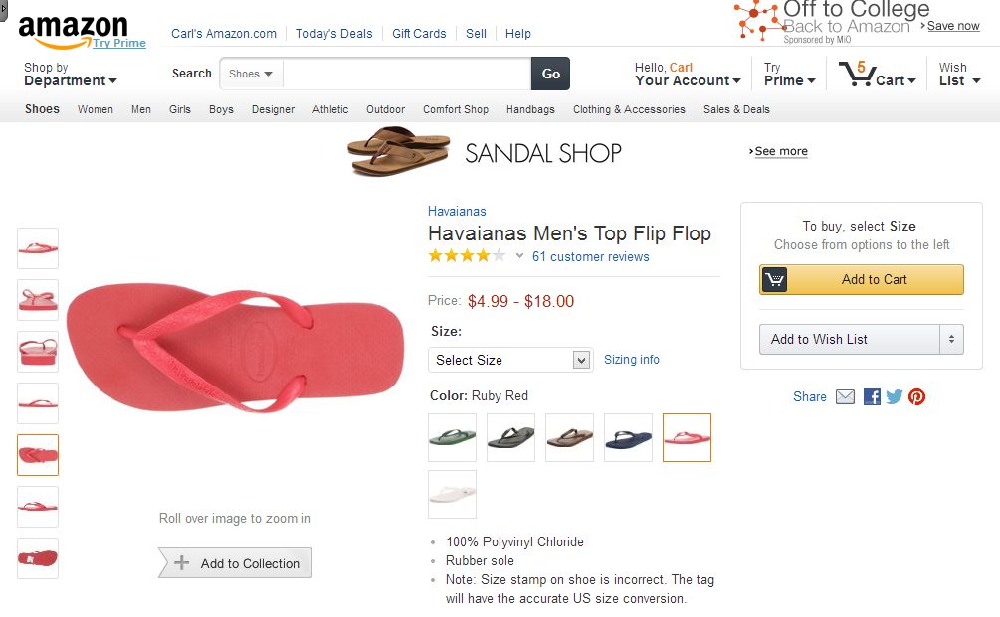 amazon
Try Prime
Carl's Amazon.com
Today's Deals
Gift Cards
Sell
Help
Off to College
Back to Amazon
Sponsored by MiO
Save now
Shop by
Department
Search
Shoes
Go
Hello, Carl
Your Account
Try
Prime
5
Cart
Wish
List
Shoes
Women
Men
Girls
Boys
Designer
Athletic
Outdoor
Comfort Shop
Handbags
Clothing & Accessories
Sales & Deals
SANDAL SHOP
See more
Havaianas
Havaianas Men's Top Flip Flop
61 customer reviews
Price: $4.99 - $18.00
Size:
Select Size
Sizing info
Color: Ruby Red
100% Polyvinyl Chloride
Rubber sole
Note: Size stamp on shoe is incorrect. The tag
will have the accurate US size conversion.
Roll over image to zoom in
Add to Collection
To buy, select Size
Choose from options to the left
Add to Cart
Add to Wish List
Share